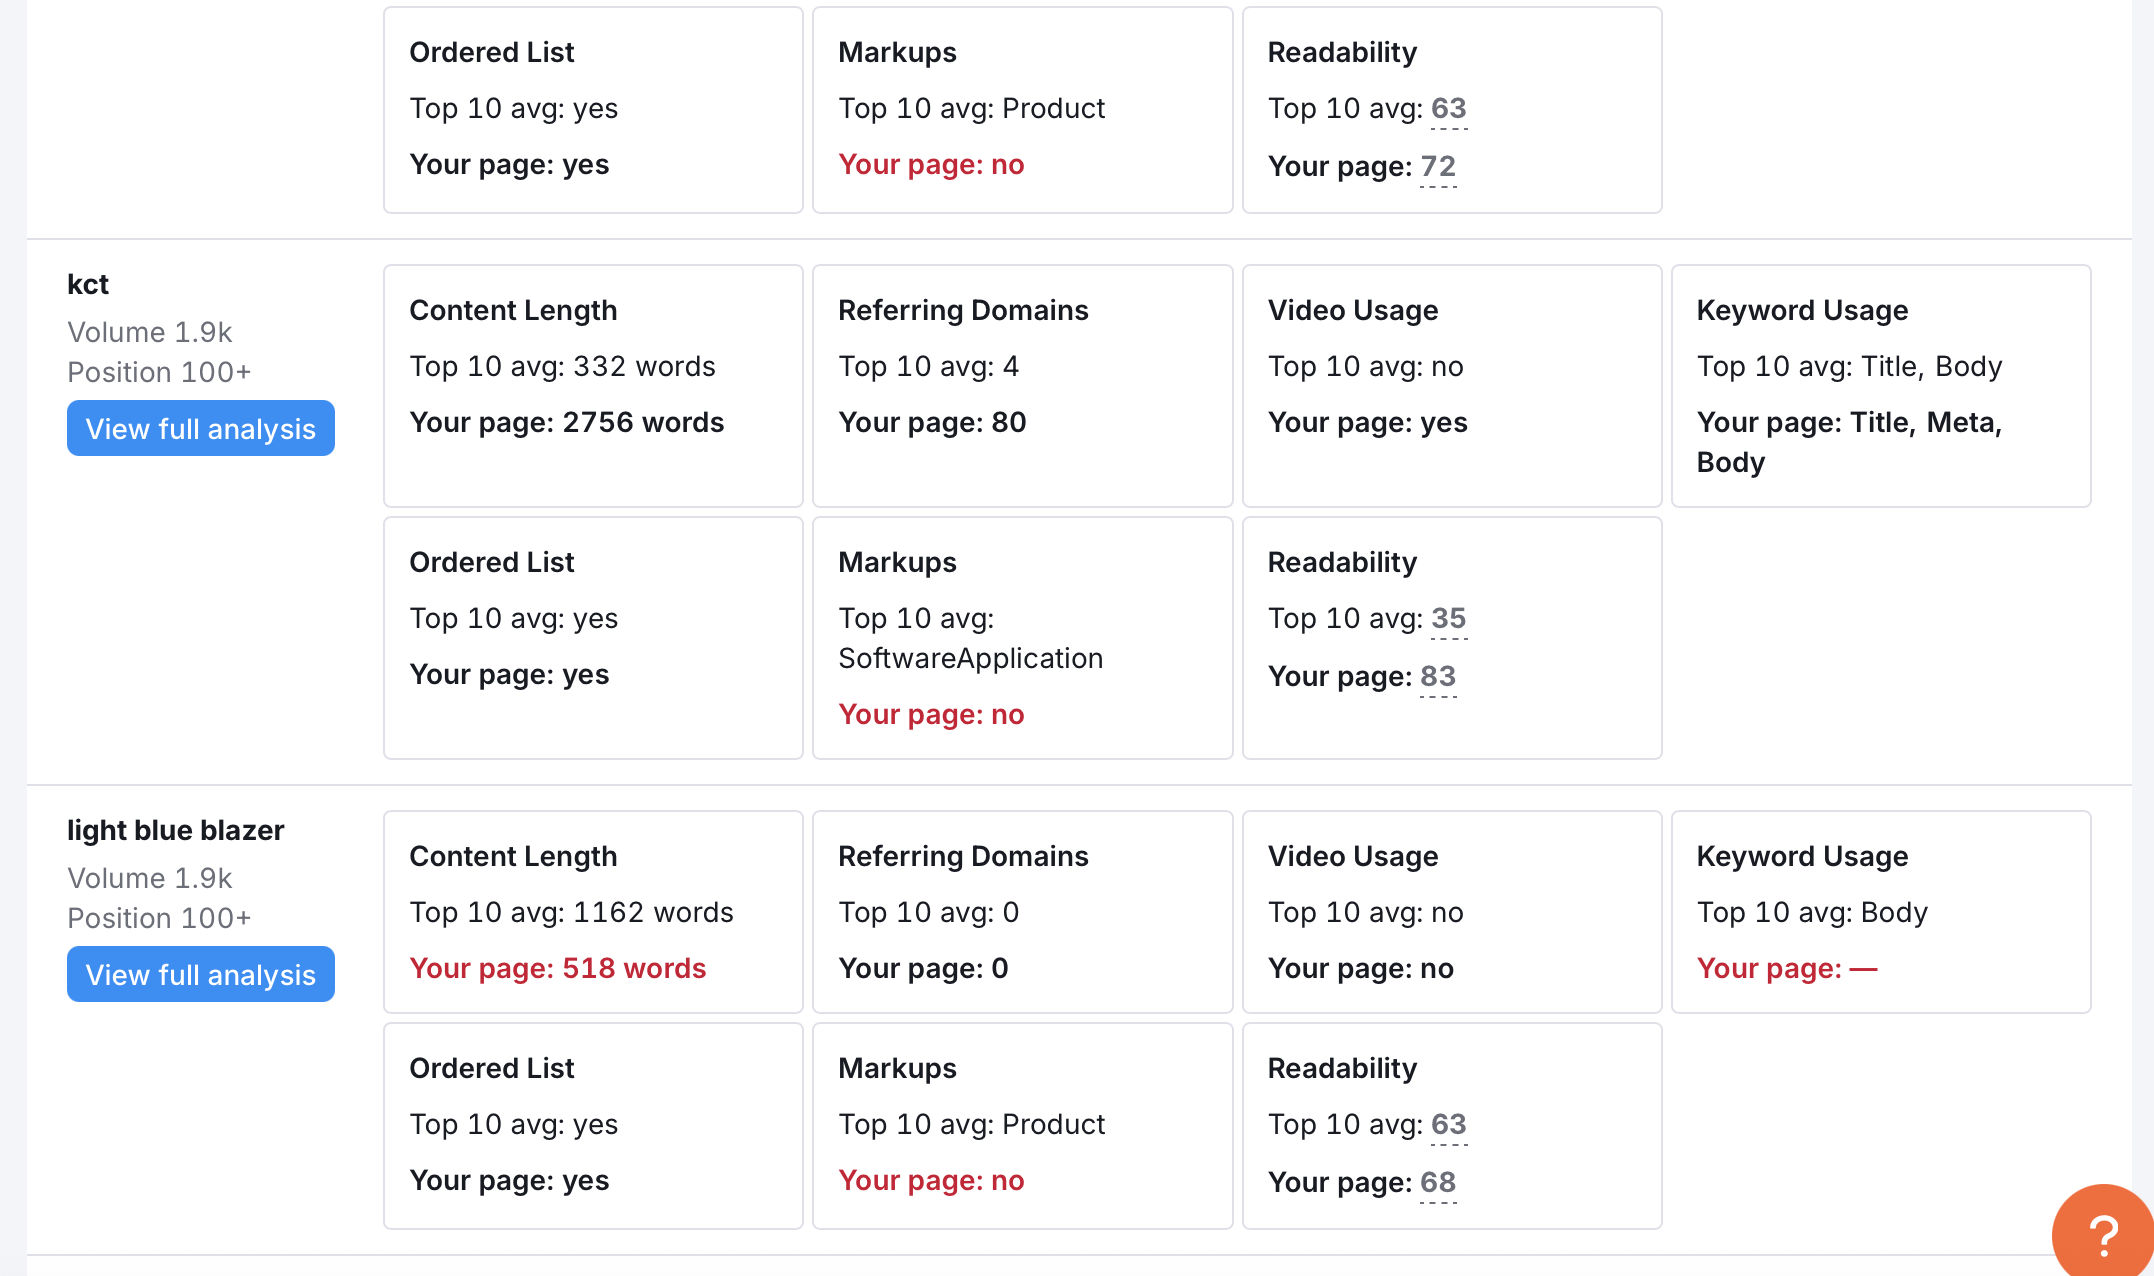 Ordered List
Top 10 avg: yes
Your page: yes
Markups
Top 10 avg: Product
Your page: no
Readability
Top 10 avg: 63
Your page: 72
kct
Volume 1.9k
Position 100+
View full analysis
Content Length
Top 10 avg: 332 words
Your page: 2756 words
Referring Domains
Top 10 avg: 4
Your page: 80
Video Usage
Top 10 avg: no
Your page: yes
Keyword Usage
Top 10 avg: Title, Body
Your page: Title, Meta,
Body
Ordered List
Top 10 avg: yes
Your page: yes
Markups
Top 10 avg:
SoftwareApplication
Your page: no
Readability
Top 10 avg: 35
Your page: 83
light blue blazer
Volume 1.9k
Position 100+
View full analysis
Content Length
Top 10 avg: 1162 words
Your page: 518 words
Referring Domains
Top 10 avg: 0
Your page: 0
Video Usage
Top 10 avg: no
Your page: no
Keyword Usage
Top 10 avg: Body
Your page: —
Ordered List
Top 10 avg: yes
Your page: yes
Markups
Top 10 avg: Product
Your page: no
Readability
Top 10 avg: 63
Your page: 68
?